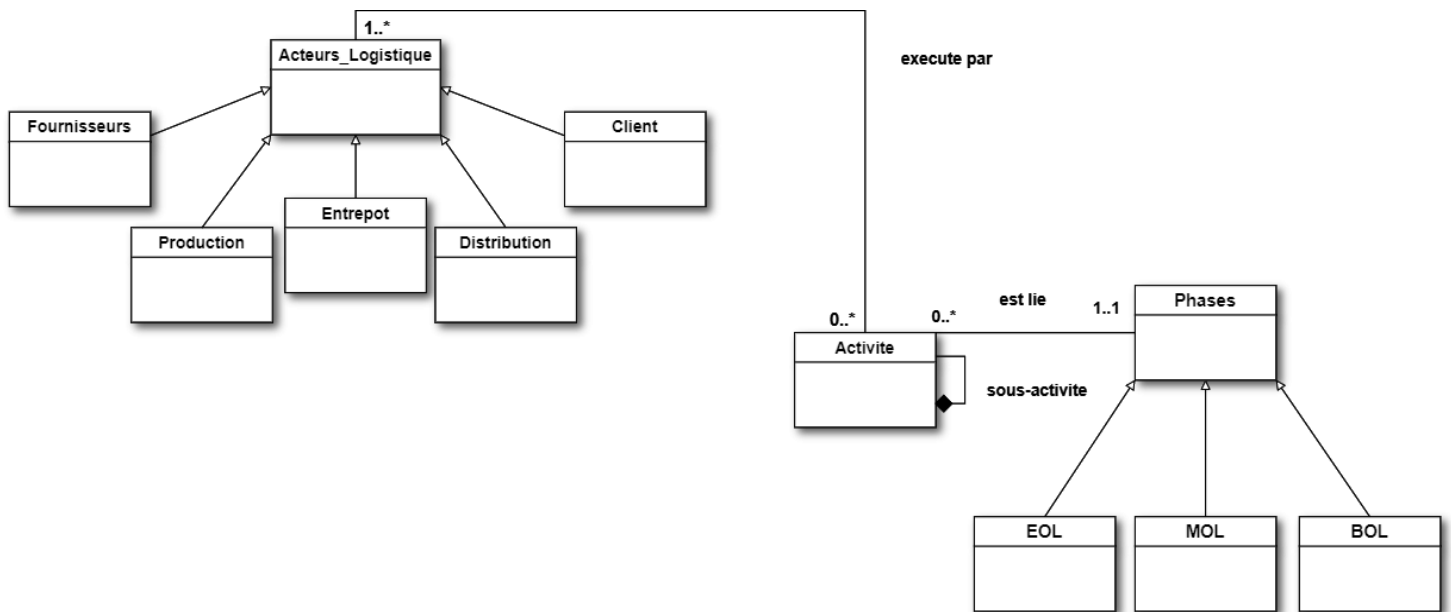 1..*
Acteurs_Logistique
execute par
Fournisseurs
Client
Entrepot
Production
Distribution
0..*
0..*
est lie
1..1
Phases
Activite
sous-activite
EOL
MOL
BOL